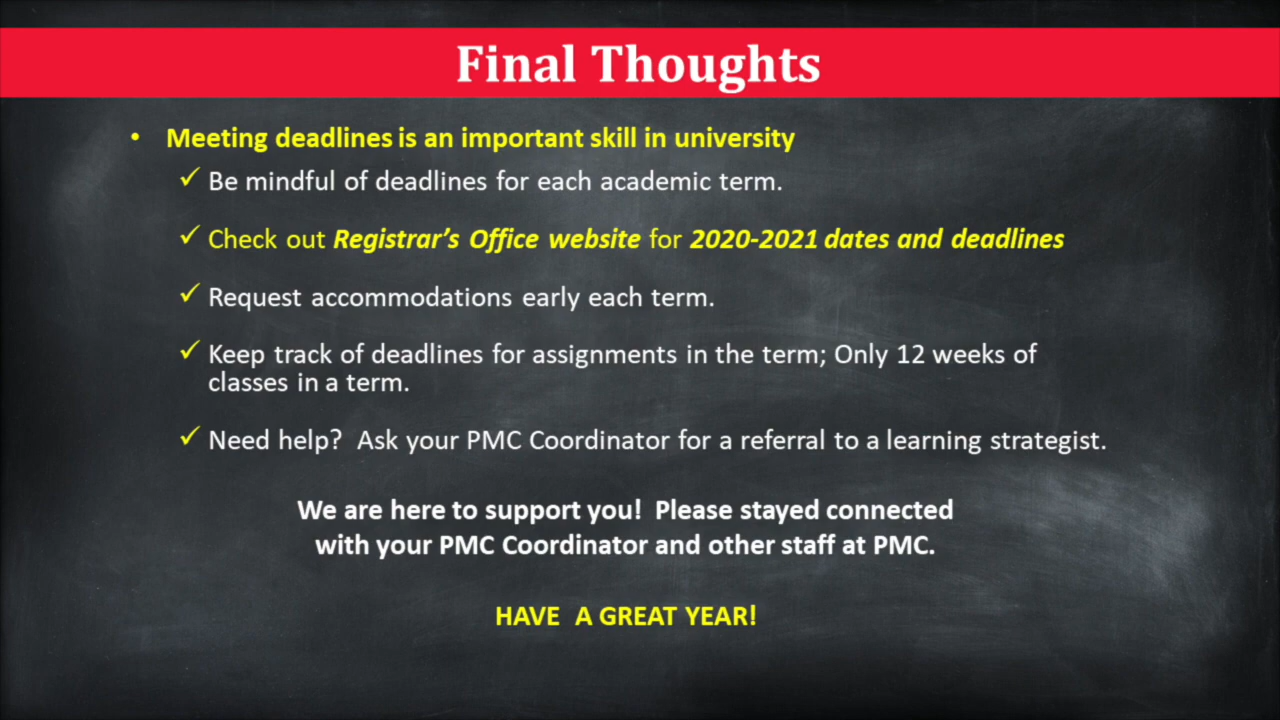 Final Thoughts
• Meeting deadlines is an important skill in university
✓ Be mindful of deadlines for each academic term.
✓ Check out Registrar's Office website for 2020-2021 dates and deadlines
✓ Request accommodations early each term.
✓ Keep track of deadlines for assignments in the term; Only 12 weeks of
classes in a term.
✓ Need help?  Ask your PMC Coordinator for a referral to a learning strategist.
We are here to support you!  Please stayed connected
with your PMC Coordinator and other staff at PMC.
HAVE  A GREAT YEAR!